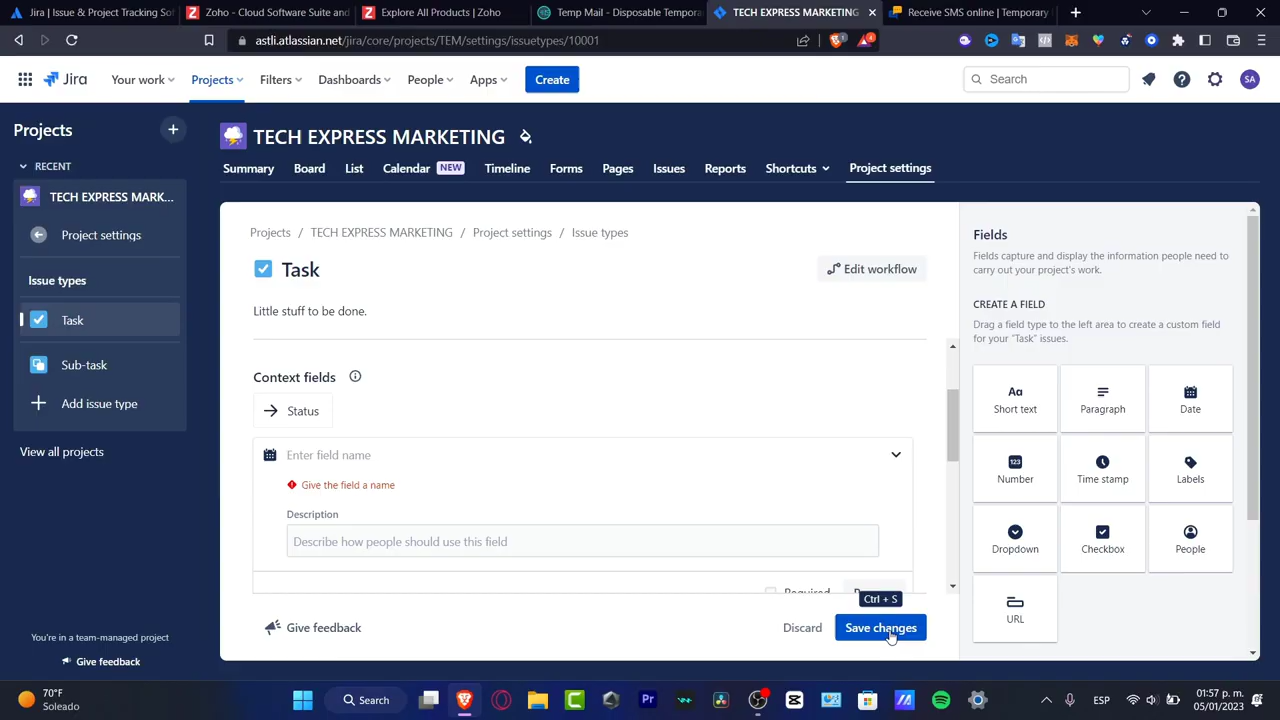 Jira | Issue & Project Tracking Sof
Zoho - Cloud Software Suite and
Explore All Products | Zoho
Temp Mail - Disposable Tempora
TECH EXPRESS MARKETING
Receive SMS online | Temporary
astli.atlassian.net/jira/core/projects/TEM/settings/issuetypes/10001
Jira
Your work
Projects
Filters
Dashboards
People
Apps
Create
Search
SA
Projects
RECENT
TECH EXPRESS MARK...
Project settings
Issue types
Task
Sub-task
Add issue type
View all projects
You're in a team-managed project
Give feedback
TECH EXPRESS MARKETING
Summary
Board
List
Calendar NEW
Timeline
Forms
Pages
Issues
Reports
Shortcuts
Project settings
Projects / TECH EXPRESS MARKETING / Project settings / Issue types
Task
Edit workflow
Little stuff to be done.
Context fields
Status
Enter field name
Give the field a name
Description
Describe how people should use this field
Required
Ctrl + S
Give feedback
Discard
Save changes
Fields
Fields capture and display the information people need to
carry out your project's work.
CREATE A FIELD
Drag a field type to the left area to create a custom field
for your "Task" issues.
Aa
Short text
Paragraph
Date
123
Number
Time stamp
Labels
Dropdown
Checkbox
People
URL
70°F
Soleado
Search
Pr
ESP
01:57 p. m.
05/01/2023